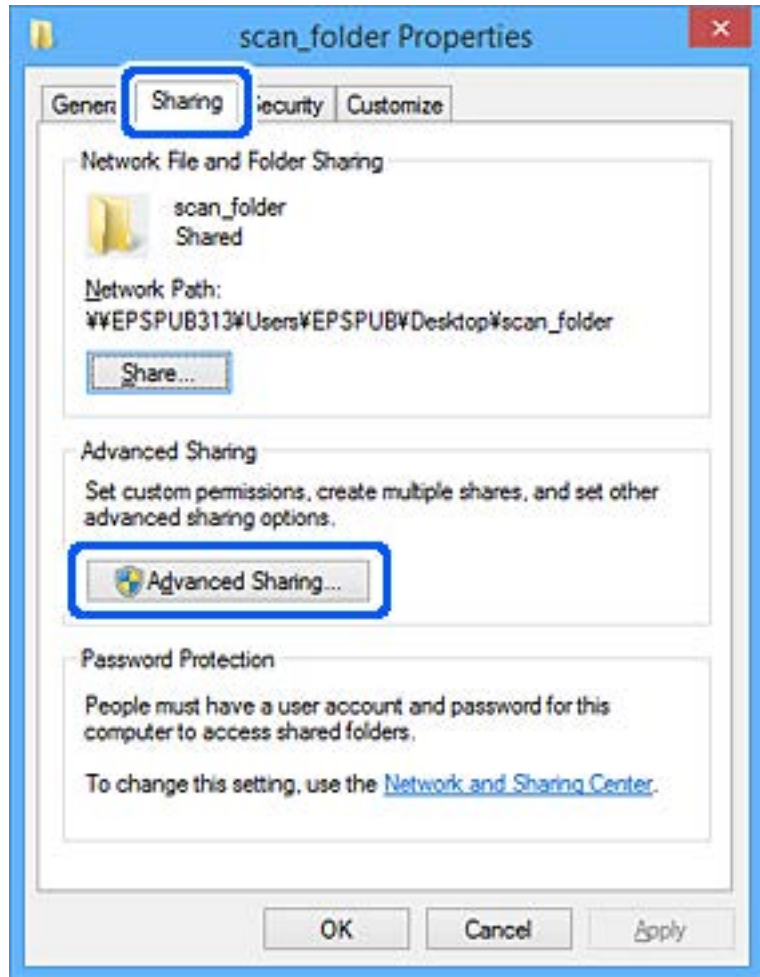 scan_folder Properties
General Sharing Security Customize
Network File and Folder Sharing
scan_folder
Shared
Network Path:
¥¥EPSPUB313¥Users¥EPSPUB¥Desktop¥scan_folder
Share...
Advanced Sharing
Set custom permissions, create multiple shares, and set other
advanced sharing options.
Advanced Sharing...
Password Protection
People must have a user account and password for this
computer to access shared folders.
To change this setting, use the Network and Sharing Center.
OK Cancel Apply